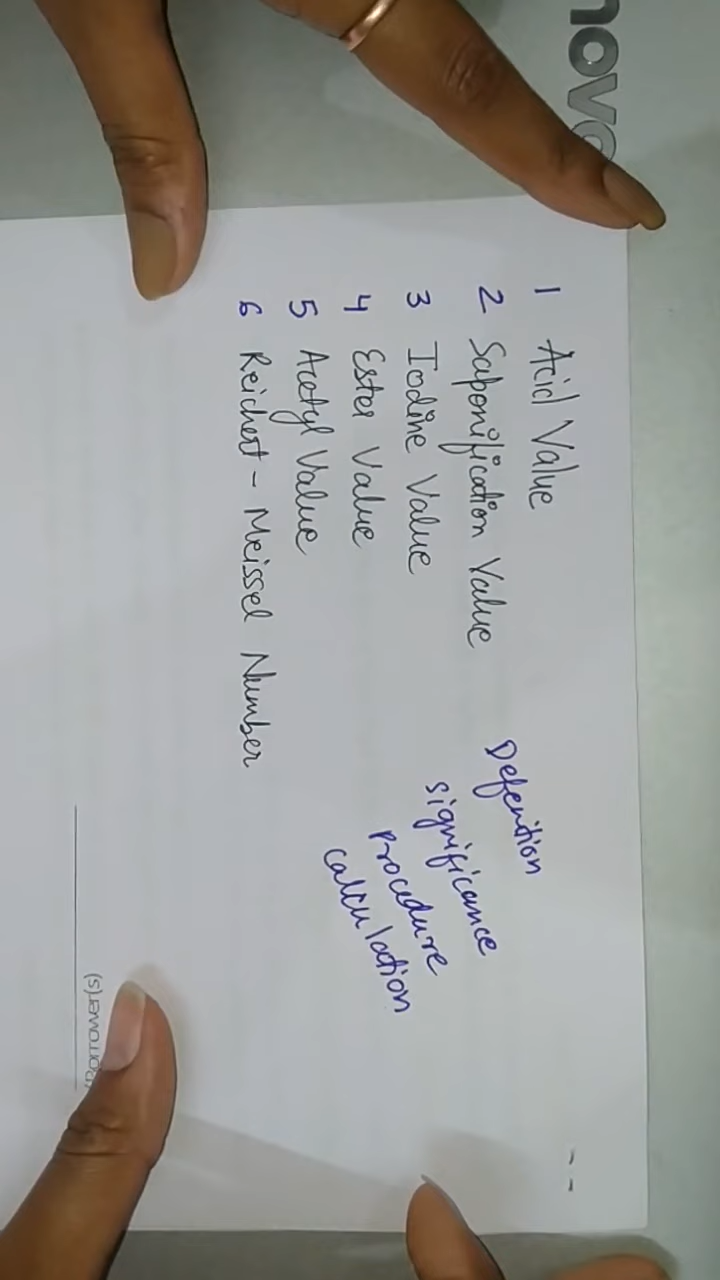 1 Acid Value
2 Saponification Value
3 Iodine Value
4 Ester Value
5 Acetyl Value
6 Reichert - Meissel Number
Defenition
significance
Procedure
calculation